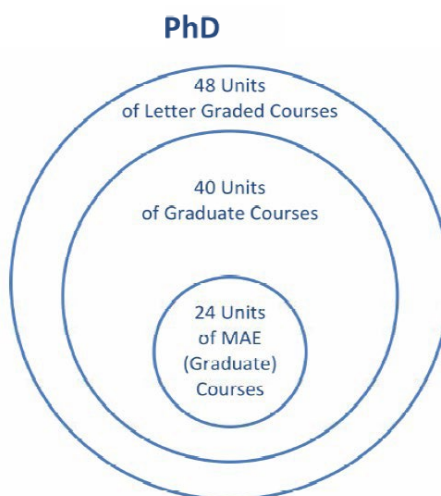 PhD
48 Units
of Letter Graded Courses
40 Units
of Graduate Courses
24 Units
of MAE
(Graduate)
Courses